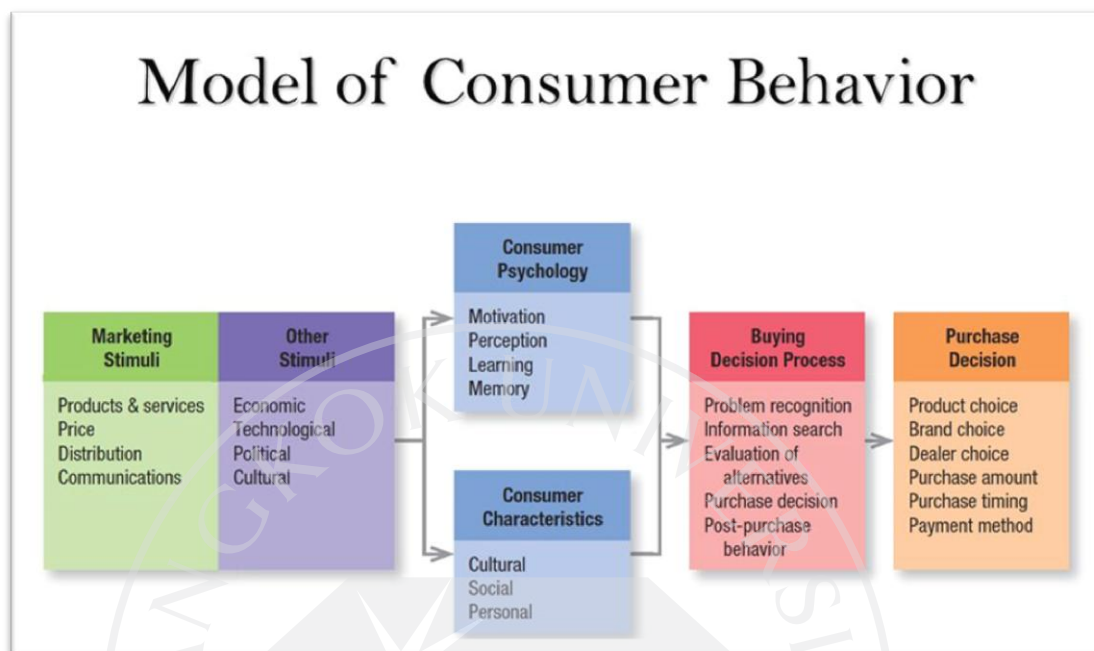 Model of Consumer Behavior
Marketing
Stimuli
Products & services
Price
Distribution
Communications
Other
Stimuli
Economic
Technological
Political
Cultural
Consumer
Psychology
Motivation
Perception
Learning
Memory
Consumer
Characteristics
Cultural
Social
Personal
Buying
Decision Process
Problem recognition
Information search
Evaluation of
alternatives
Purchase decision
Post-purchase
behavior
Purchase
Decision
Product choice
Brand choice
Dealer choice
Purchase amount
Purchase timing
Payment method
NGKOK UNIVERSI